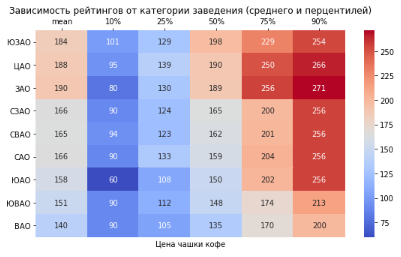 Зависимость рейтингов от категории заведения (среднего и перцентилей)
mean 10% 25% 50% 75% 90%
ЮЗАО 184 101 129 198 229 254
ЦАО 188 95 139 190 250 266
ЗАО 190 80 130 189 256 271
СЗАО 166 90 124 165 200 256
СВАО 165 94 123 162 201 256
САО 166 90 133 159 204 256
ЮАО 158 60 108 150 202 256
ЮВАО 151 90 112 148 174 213
ВАО 140 90 105 135 170 200
Цена чашки кофе
250
225
200
175
150
125
100
75